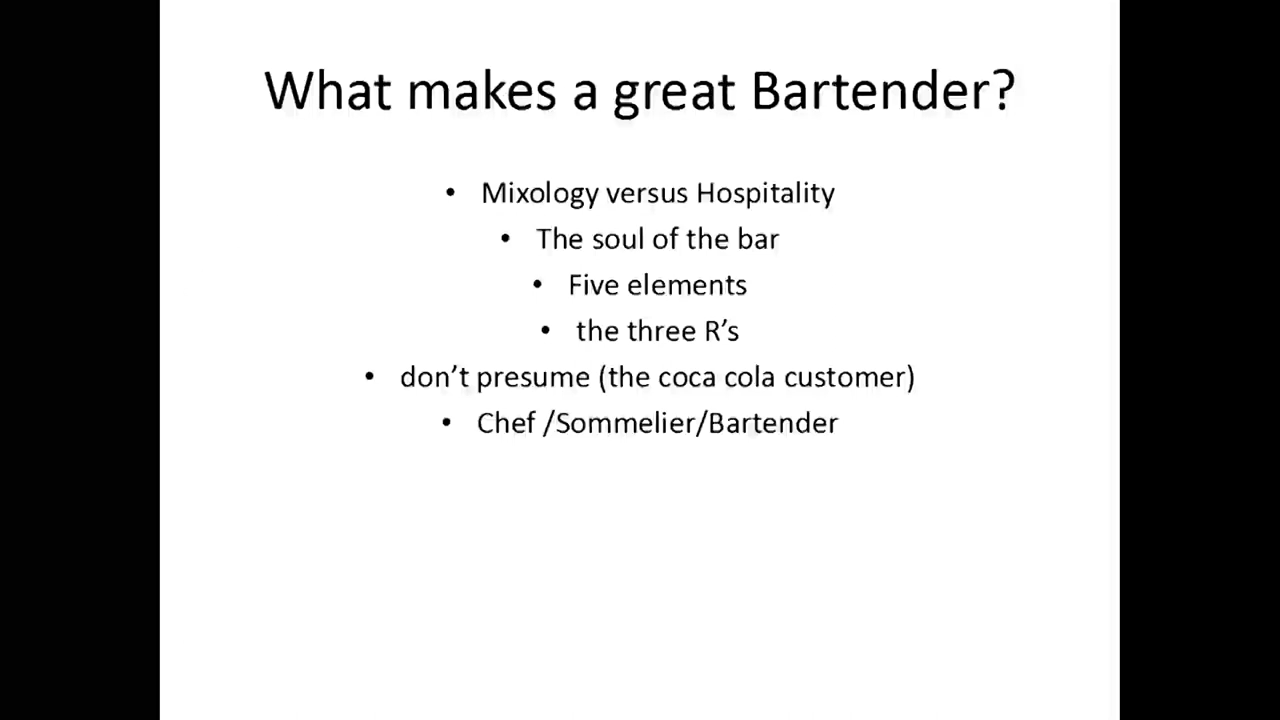 What makes a great Bartender?
• Mixology versus Hospitality
• The soul of the bar
• Five elements
• the three R’s
• don’t presume (the coca cola customer)
• Chef /Sommelier/Bartender